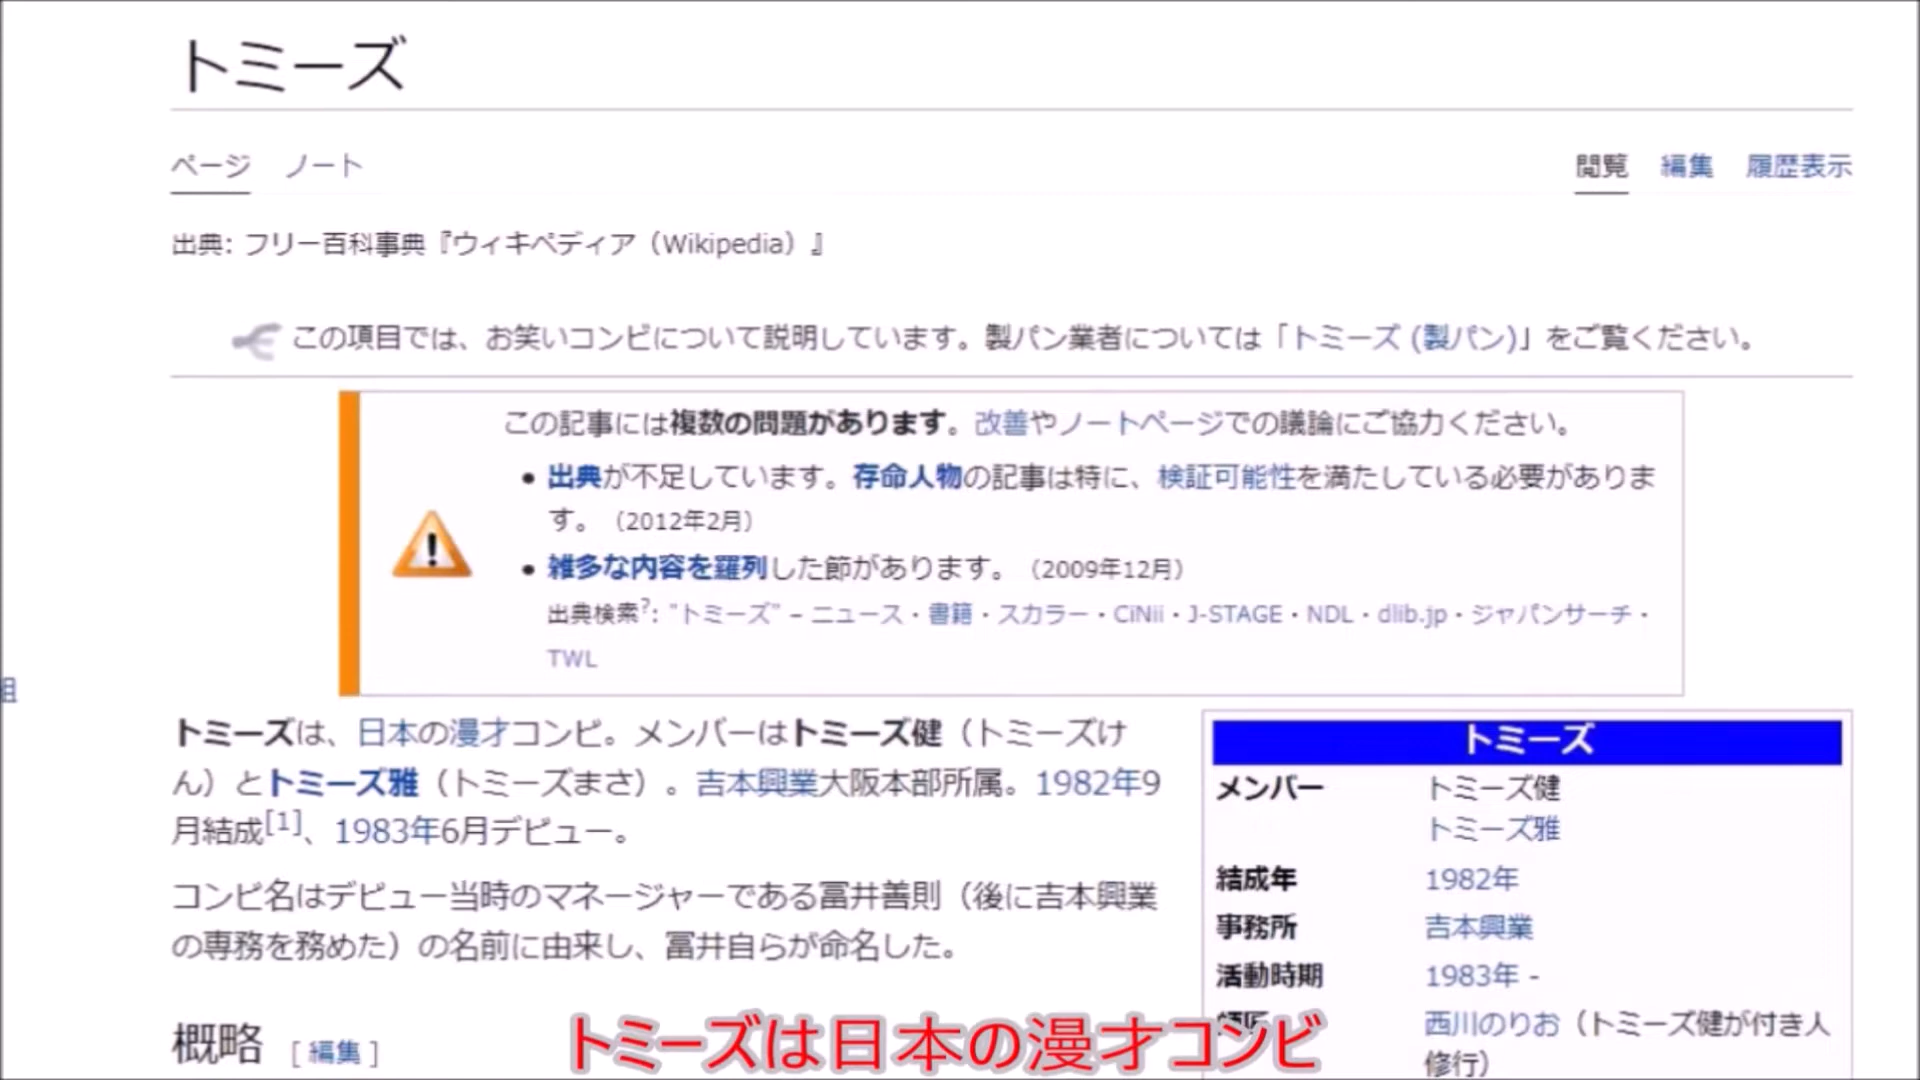 トミーズ
ページ ノート 閲覧 編集 履歴表示
出典: フリー百科事典『ウィキペディア（Wikipedia）』
この項目では、お笑いコンビについて説明しています。製パン業者については「トミーズ (製パン)」をご覧ください。
この記事には複数の問題があります。改善やノートページでの議論にご協力ください。
• 出典が不足しています。存命人物の記事は特に、検証可能性を満たしている必要がありま
す。（2012年2月）
• 雑多な内容を羅列した節があります。（2009年12月）
出典検索?: "トミーズ" – ニュース・書籍・スカラー・CiNii・J-STAGE・NDL・dlib.jp・ジャパンサーチ・
TWL
組
トミーズは、日本の漫才コンビ。メンバーはトミーズ健（トミーズけ
ん）とトミーズ雅（トミーズまさ）。吉本興業大阪本部所属。1982年9
月結成[1]、1983年6月デビュー。
コンビ名はデビュー当時のマネージャーである冨井善則（後に吉本興業
の専務を務めた）の名前に由来し、冨井自らが命名した。
概略 [ 編集 ]
トミーズ
メンバー トミーズ健
トミーズ雅
結成年 1982年
事務所 吉本興業
活動時期 1983年 -
師匠 西川のりお（トミーズ健が付き人
修行）
トミーズは日本の漫才コンビ